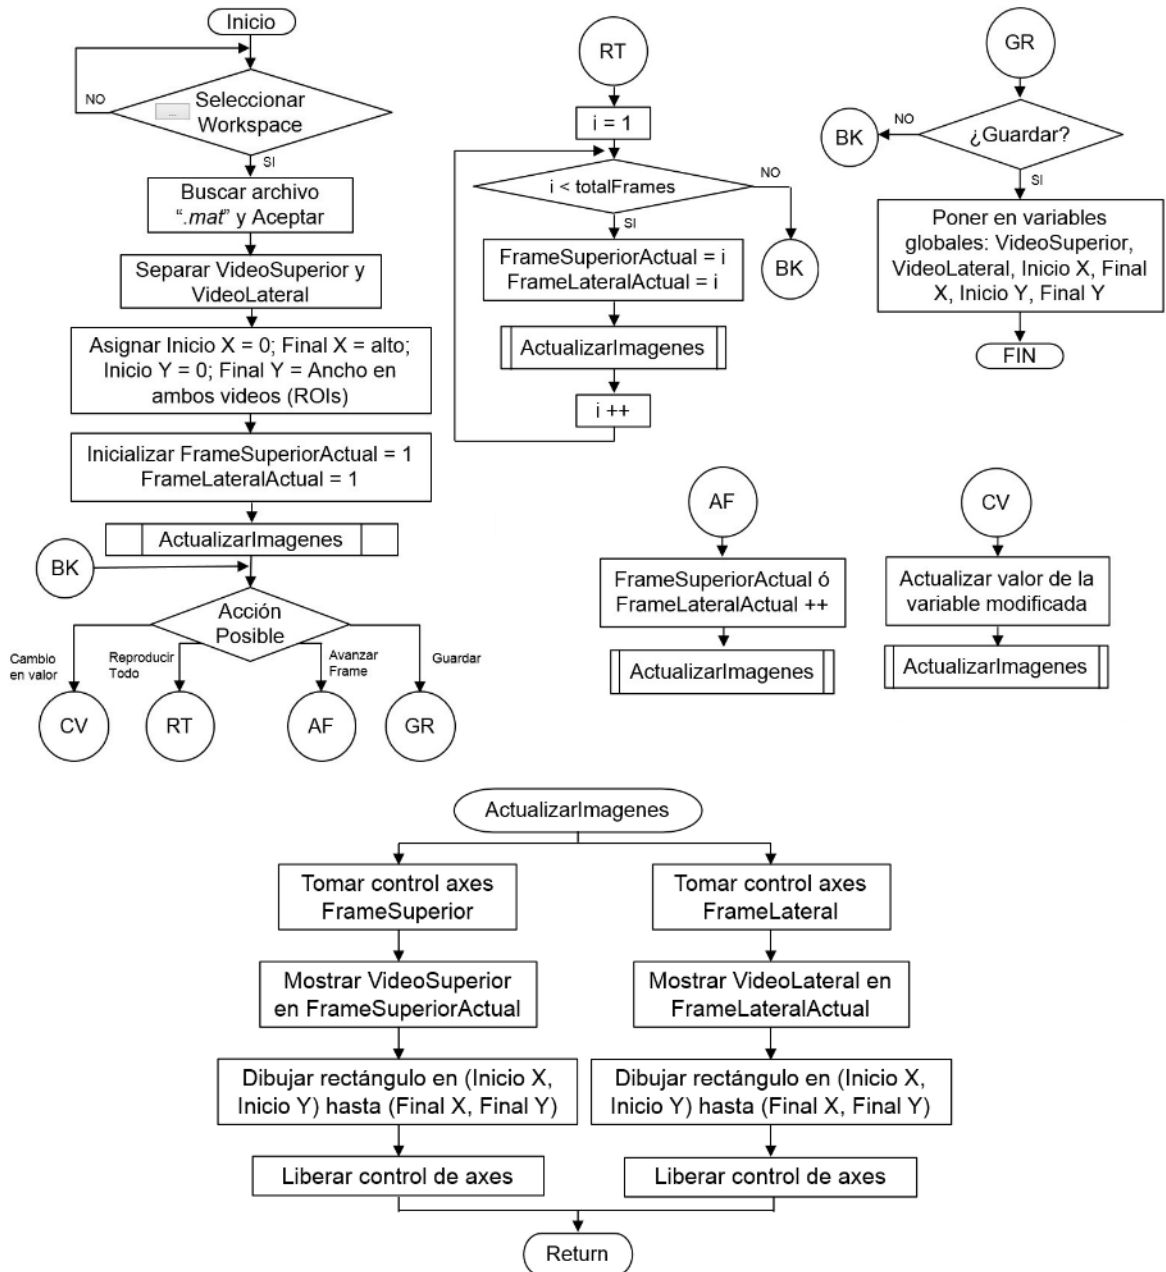 Inicio
NO
...
Seleccionar
Workspace
SI
Buscar archivo
“.mat” y Aceptar
Separar VideoSuperior y
VideoLateral
Asignar Inicio X = 0; Final X = alto;
Inicio Y = 0; Final Y = Ancho en
ambos videos (ROIs)
Inicializar FrameSuperiorActual = 1
FrameLateralActual = 1
ActualizarImagenes
BK
Acción
Posible
Cambio
en valor
Reproducir
Todo
Avanzar
Frame
Guardar
CV
RT
AF
GR
RT
i = 1
i < totalFrames
NO
SI
BK
FrameSuperiorActual = i
FrameLateralActual = i
ActualizarImagenes
i ++
GR
¿Guardar?
NO
BK
SI
Poner en variables
globales: VideoSuperior,
VideoLateral, Inicio X, Final
X, Inicio Y, Final Y
FIN
AF
FrameSuperiorActual ó
FrameLateralActual ++
ActualizarImagenes
CV
Actualizar valor de la
variable modificada
ActualizarImagenes
ActualizarImagenes
Tomar control axes
FrameSuperior
Mostrar VideoSuperior
en FrameSuperiorActual
Dibujar rectángulo en (Inicio X,
Inicio Y) hasta (Final X, Final Y)
Liberar control de axes
Tomar control axes
FrameLateral
Mostrar VideoLateral en
FrameLateralActual
Dibujar rectángulo en (Inicio X,
Inicio Y) hasta (Final X, Final Y)
Liberar control de axes
Return